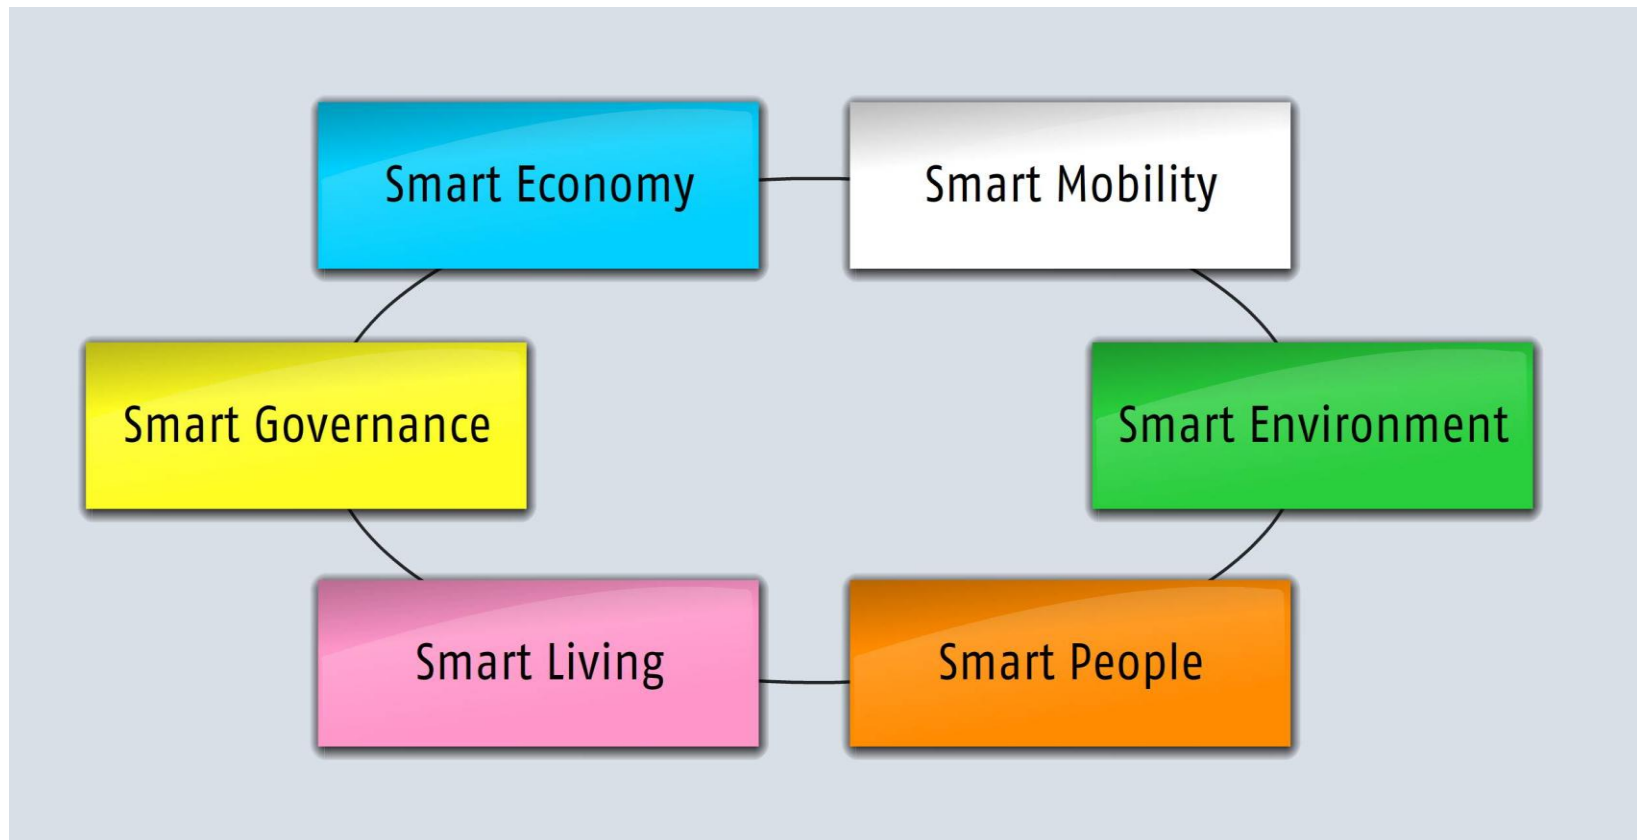 Smart Economy
Smart Mobility
Smart Governance
Smart Environment
Smart Living
Smart People